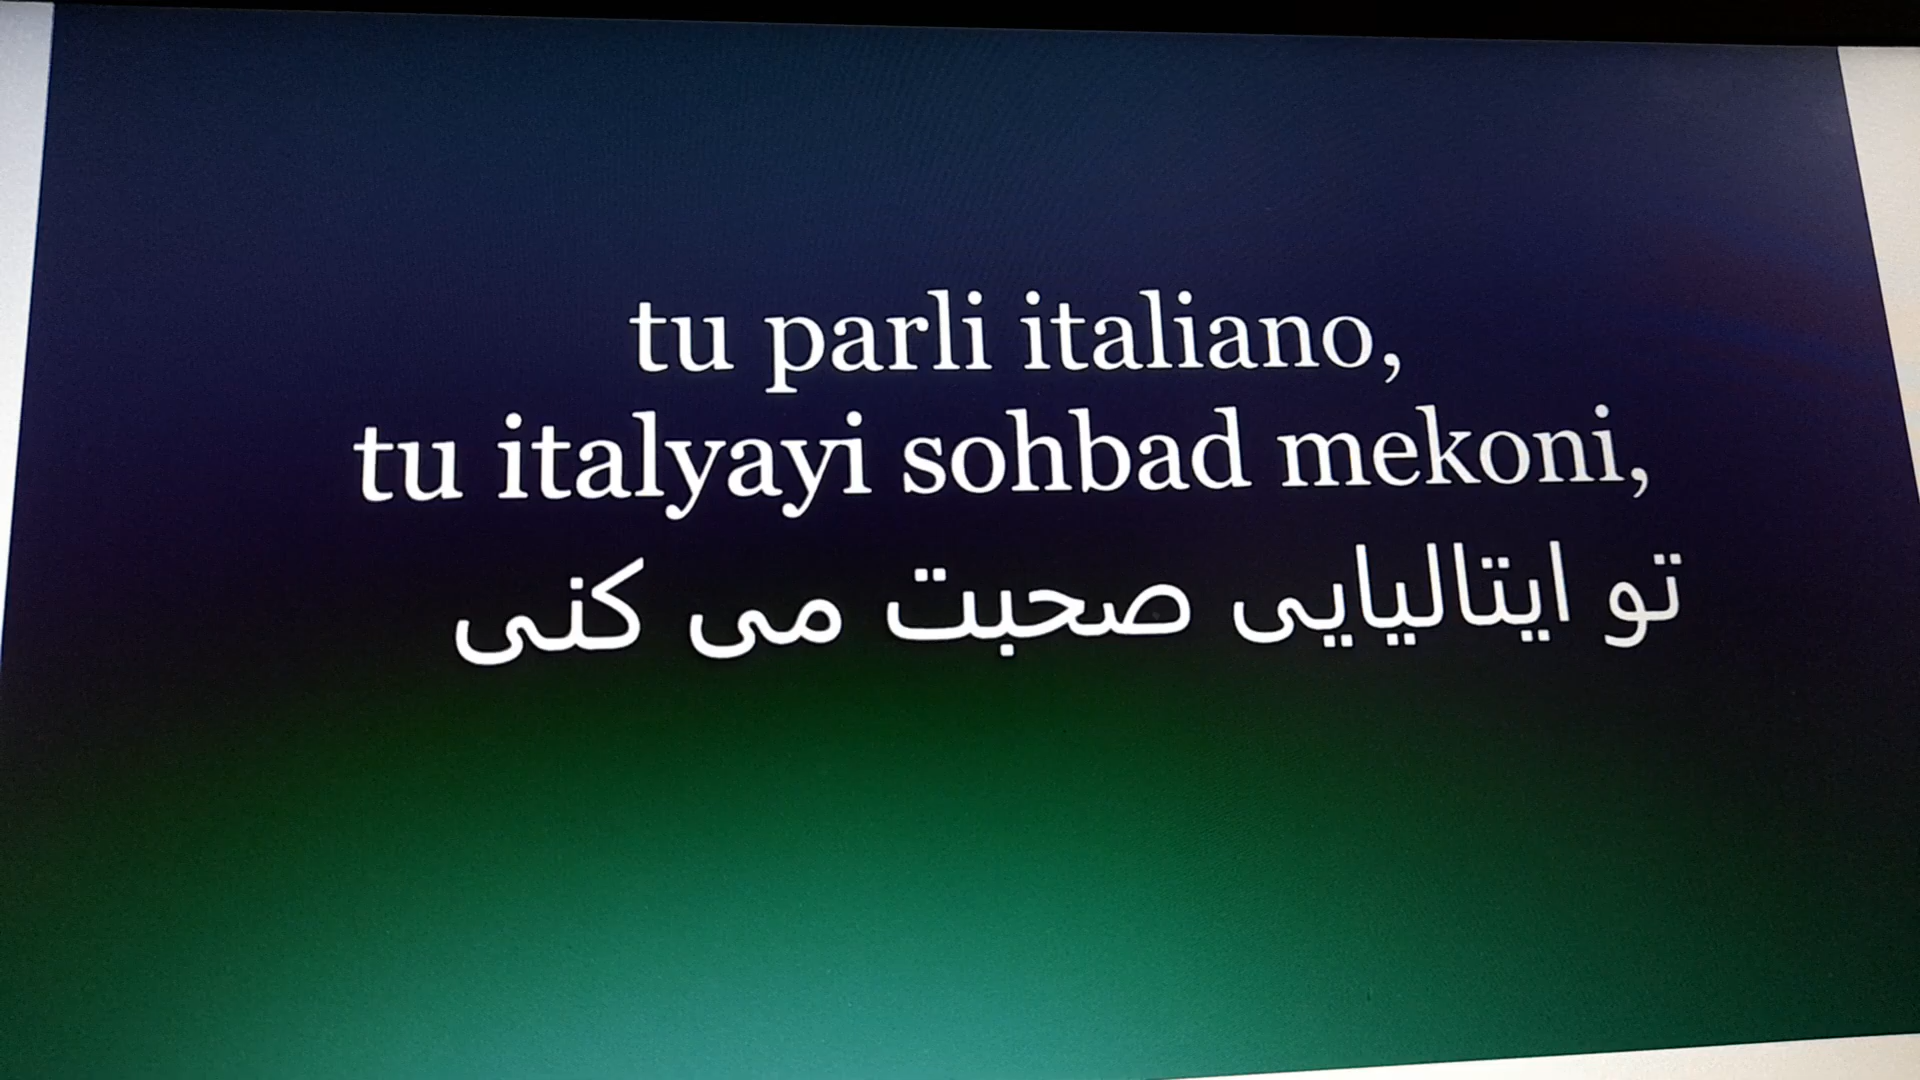 tu parli italiano,
tu italyayi sohbad mekoni,
تو ایتالیایی صحبت می کنی